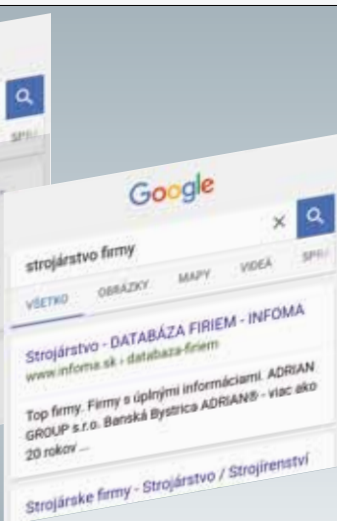 Google
strojárstvo firmy
VŠETKO OBRÁZKY MAPY VIDEÁ
Strojárstvo - DATABÁZA FIRIEM - INFOMA
www.infoma.sk › databaza-firiem
Top firmy. Firmy s úplnými informáciami. ADRIAN
GROUP s.r.o. Banská Bystrica ADRIAN® - viac ako
20 rokov ...
Strojárske firmy - Strojárstvo / Strojírenství